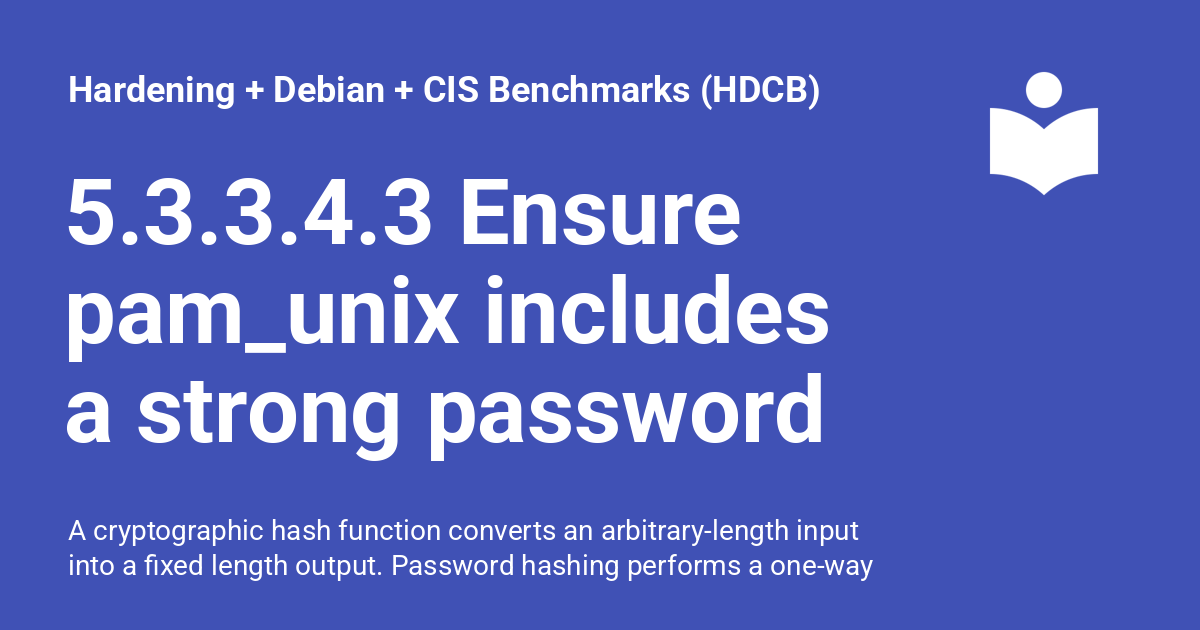 Hardening + Debian + CIS Benchmarks (HDCB)
5.3.3.4.3 Ensure
pam_unix includes
a strong password
A cryptographic hash function converts an arbitrary-length input
into a fixed length output. Password hashing performs a one-way